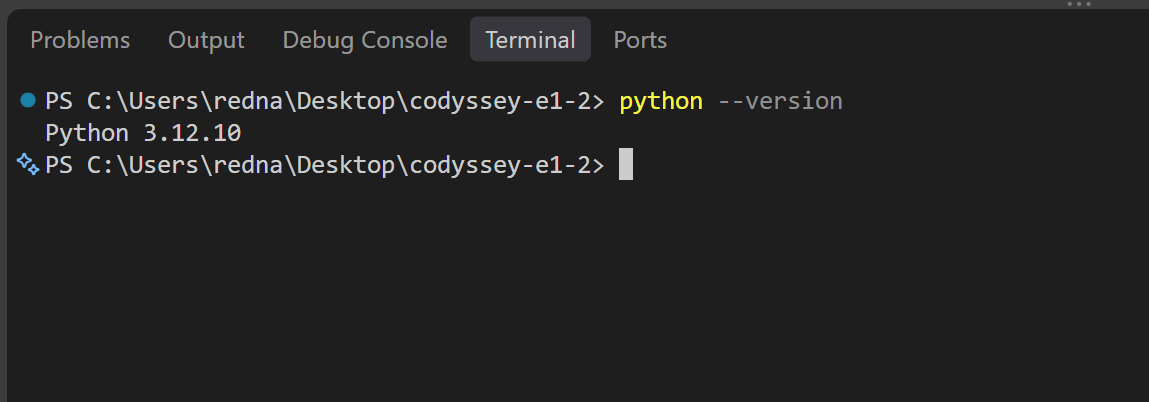 Problems Output Debug Console Terminal Ports
PS C:\Users\redna\Desktop\codyssey-e1-2> python --version
Python 3.12.10
PS C:\Users\redna\Desktop\codyssey-e1-2>